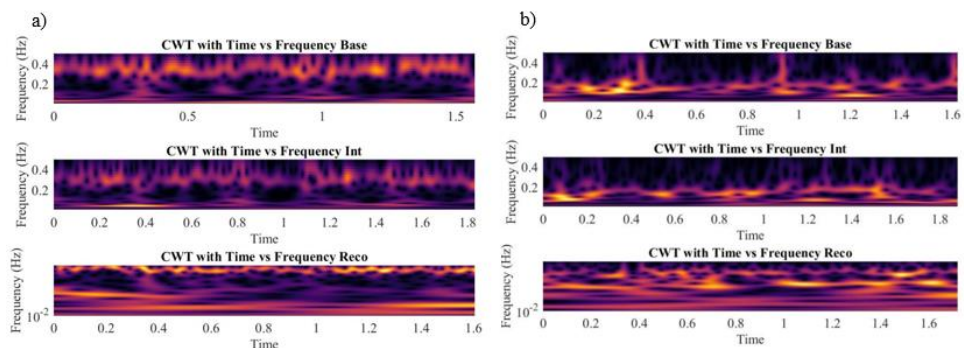 a)
CWT with Time vs Frequency Base
Frequency (Hz)
0.4
0.2
0 0.5 1 1.5
Time
CWT with Time vs Frequency Int
Frequency (Hz)
0.4
0.2
0 0.2 0.4 0.6 0.8 1 1.2 1.4 1.6 1.8
Time
CWT with Time vs Frequency Reco
Frequency (Hz)
10-2
0 0.2 0.4 0.6 0.8 1 1.2 1.4 1.6
Time
b)
CWT with Time vs Frequency Base
Frequency (Hz)
0.4
0.2
0 0.2 0.4 0.6 0.8 1 1.2 1.4 1.6
Time
CWT with Time vs Frequency Int
Frequency (Hz)
0.4
0.2
0 0.2 0.4 0.6 0.8 1 1.2 1.4 1.6 1.8
Time
CWT with Time vs Frequency Reco
Frequency (Hz)
10-2
0 0.2 0.4 0.6 0.8 1 1.2 1.4 1.6
Time